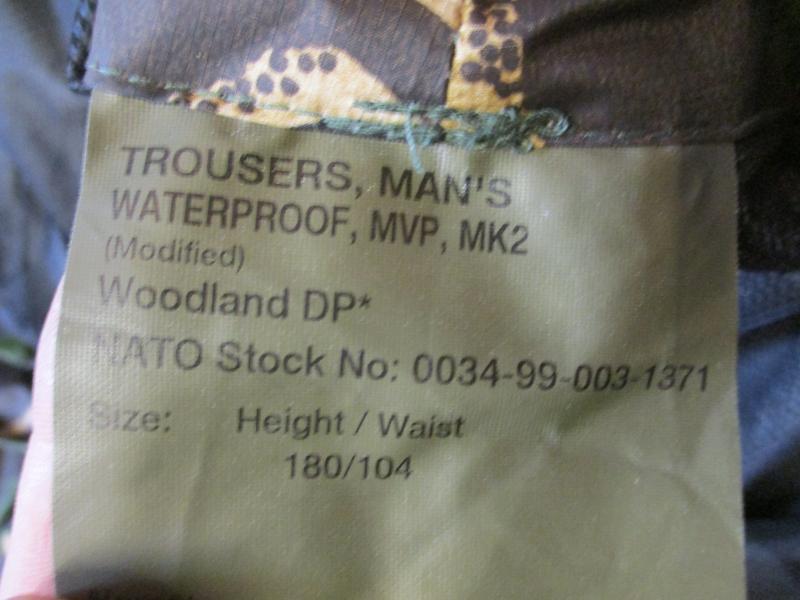 TROUSERS, MAN'S
WATERPROOF, MVP, MK2
(Modified)
Woodland DP*
NATO Stock No: 0034-99-003-1371
Size: Height / Waist
180/104